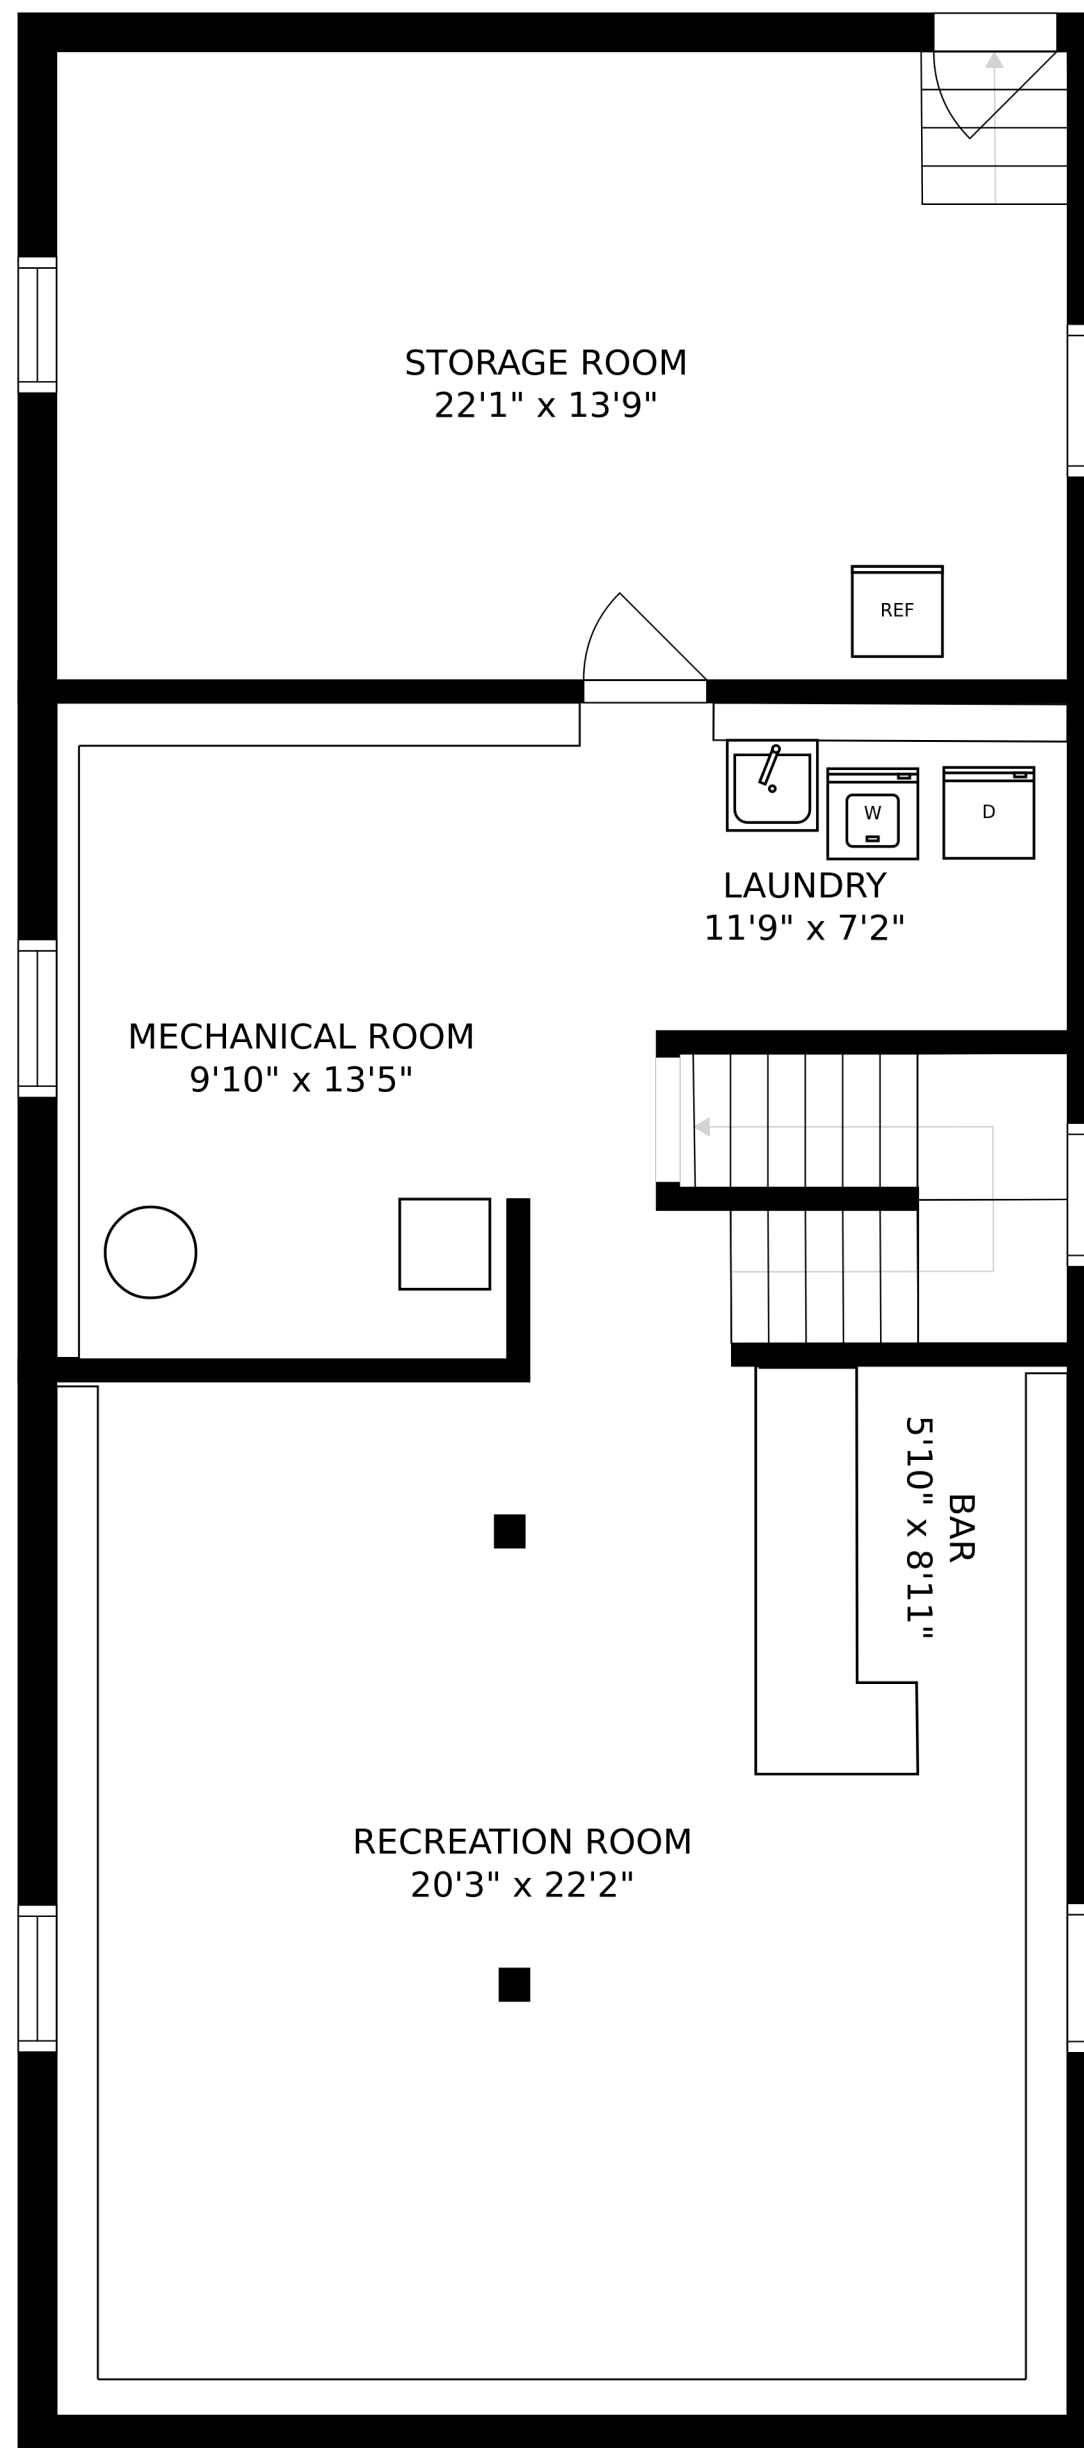 STORAGE ROOM
22'1" x 13'9"
REF
W
D
LAUNDRY
11'9" x 7'2"
MECHANICAL ROOM
9'10" x 13'5"
BAR
5'10" x 8'11"
RECREATION ROOM
20'3" x 22'2"